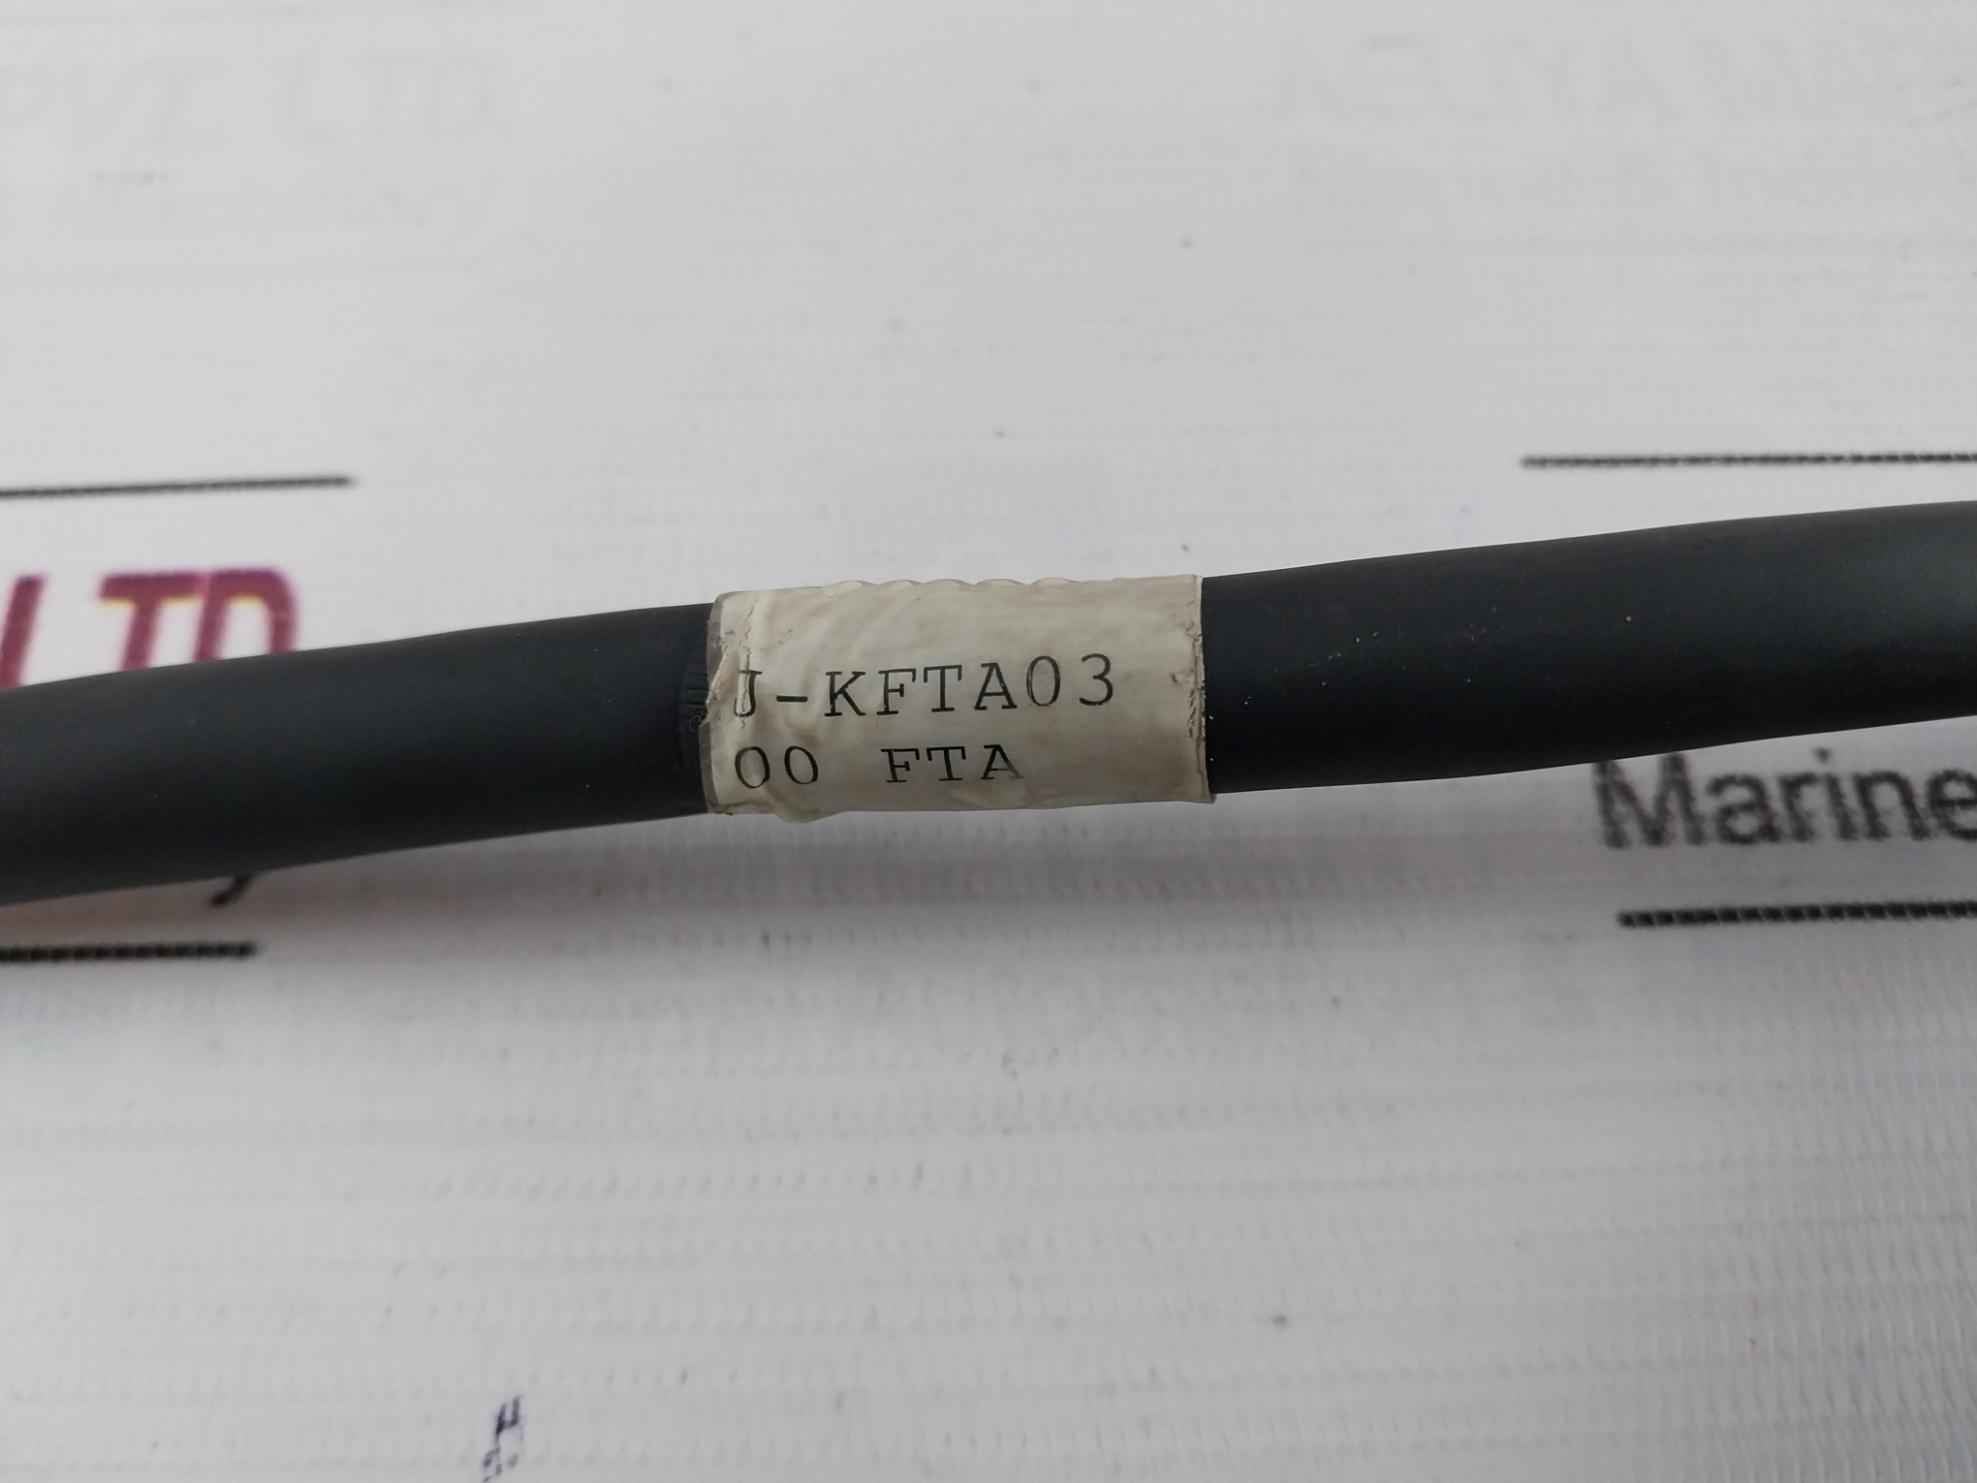 LTD
J-KFTA03
00 FTA
Marine